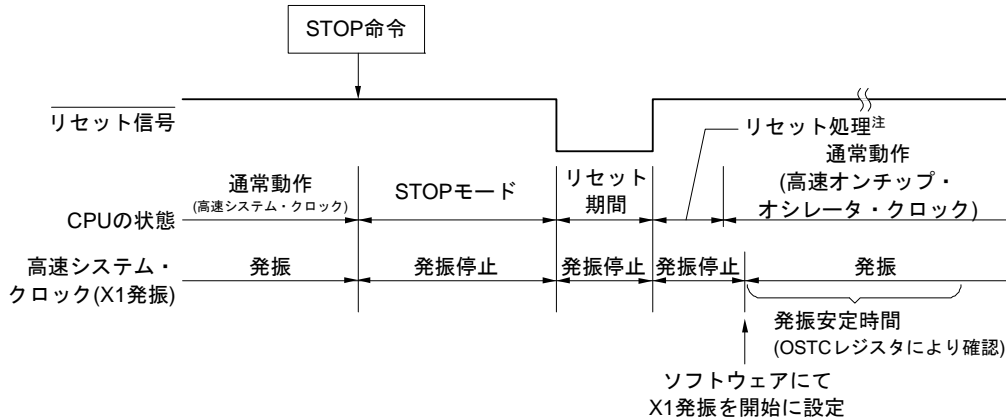 STOP命令
リセット信号
リセット処理注
通常動作
(高速システム・クロック)
STOPモード
リセット
期間
通常動作
(高速オンチップ・
オシレータ・クロック)
CPUの状態
高速システム・
クロック(X1発振)
発振
発振停止
発振停止
発振停止
発振
発振安定時間
(OSTCレジスタにより確認)
ソフトウェアにて
X1発振を開始に設定